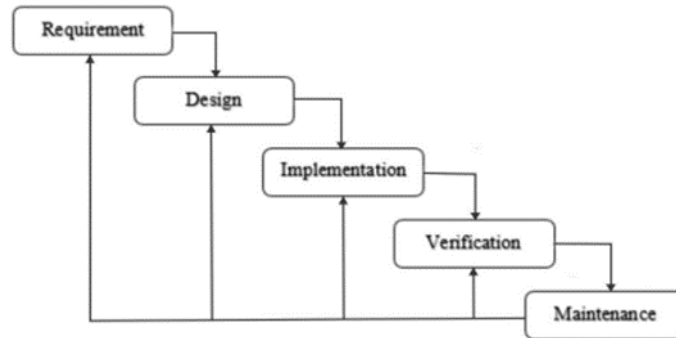 Requirement
Design
Implementation
Verification
Maintenance